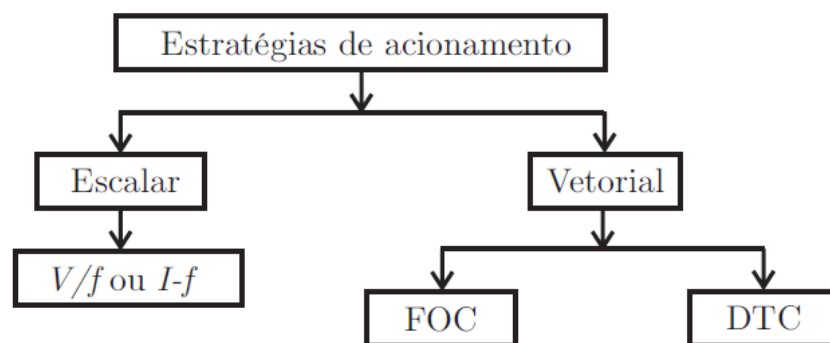 Estratégias de acionamento
Escalar
Vetorial
V/f ou I-f
FOC
DTC